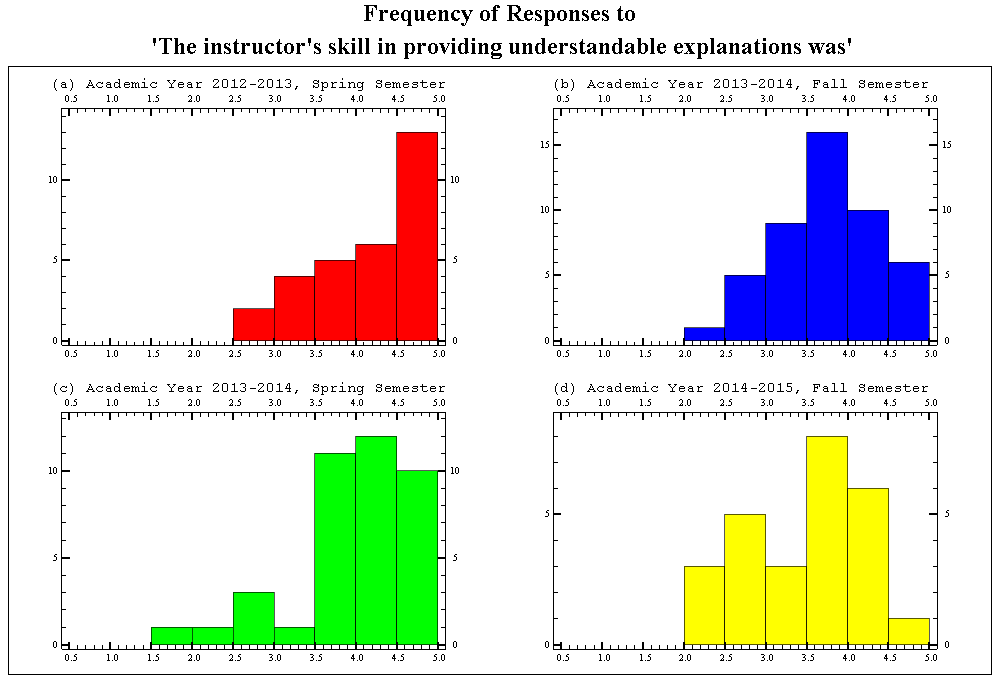 Frequency of Responses to
'The instructor's skill in providing understandable explanations was'
(a) Academic Year 2012-2013, Spring Semester
0.5 1.0 1.5 2.0 2.5 3.0 3.5 4.0 4.5 5.0
10 10
5 5
0 0
0.5 1.0 1.5 2.0 2.5 3.0 3.5 4.0 4.5 5.0
(b) Academic Year 2013-2014, Fall Semester
0.5 1.0 1.5 2.0 2.5 3.0 3.5 4.0 4.5 5.0
15 15
10 10
5 5
0 0
0.5 1.0 1.5 2.0 2.5 3.0 3.5 4.0 4.5 5.0
(c) Academic Year 2013-2014, Spring Semester
0.5 1.0 1.5 2.0 2.5 3.0 3.5 4.0 4.5 5.0
10 10
5 5
0 0
0.5 1.0 1.5 2.0 2.5 3.0 3.5 4.0 4.5 5.0
(d) Academic Year 2014-2015, Fall Semester
0.5 1.0 1.5 2.0 2.5 3.0 3.5 4.0 4.5 5.0
5 5
0 0
0.5 1.0 1.5 2.0 2.5 3.0 3.5 4.0 4.5 5.0